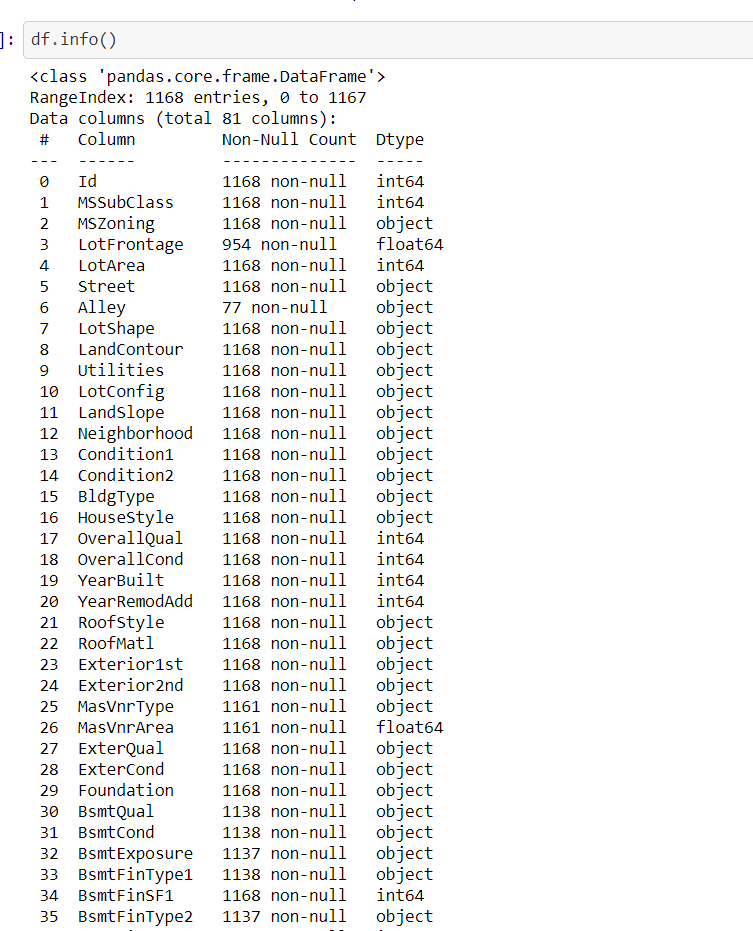 ]: df.info()
<class 'pandas.core.frame.DataFrame'>
RangeIndex: 1168 entries, 0 to 1167
Data columns (total 81 columns):
 #   Column         Non-Null Count  Dtype
---  ------         --------------  -----
 0   Id             1168 non-null   int64
 1   MSSubClass     1168 non-null   int64
 2   MSZoning       1168 non-null   object
 3   LotFrontage    954 non-null    float64
 4   LotArea        1168 non-null   int64
 5   Street         1168 non-null   object
 6   Alley          77 non-null     object
 7   LotShape       1168 non-null   object
 8   LandContour    1168 non-null   object
 9   Utilities      1168 non-null   object
 10  LotConfig      1168 non-null   object
 11  LandSlope      1168 non-null   object
 12  Neighborhood   1168 non-null   object
 13  Condition1     1168 non-null   object
 14  Condition2     1168 non-null   object
 15  BldgType       1168 non-null   object
 16  HouseStyle     1168 non-null   object
 17  OverallQual    1168 non-null   int64
 18  OverallCond    1168 non-null   int64
 19  YearBuilt      1168 non-null   int64
 20  YearRemodAdd   1168 non-null   int64
 21  RoofStyle      1168 non-null   object
 22  RoofMatl       1168 non-null   object
 23  Exterior1st    1168 non-null   object
 24  Exterior2nd    1168 non-null   object
 25  MasVnrType     1161 non-null   object
 26  MasVnrArea     1161 non-null   float64
 27  ExterQual      1168 non-null   object
 28  ExterCond      1168 non-null   object
 29  Foundation     1168 non-null   object
 30  BsmtQual       1138 non-null   object
 31  BsmtCond       1138 non-null   object
 32  BsmtExposure   1137 non-null   object
 33  BsmtFinType1   1138 non-null   object
 34  BsmtFinSF1     1168 non-null   int64
 35  BsmtFinType2   1137 non-null   object